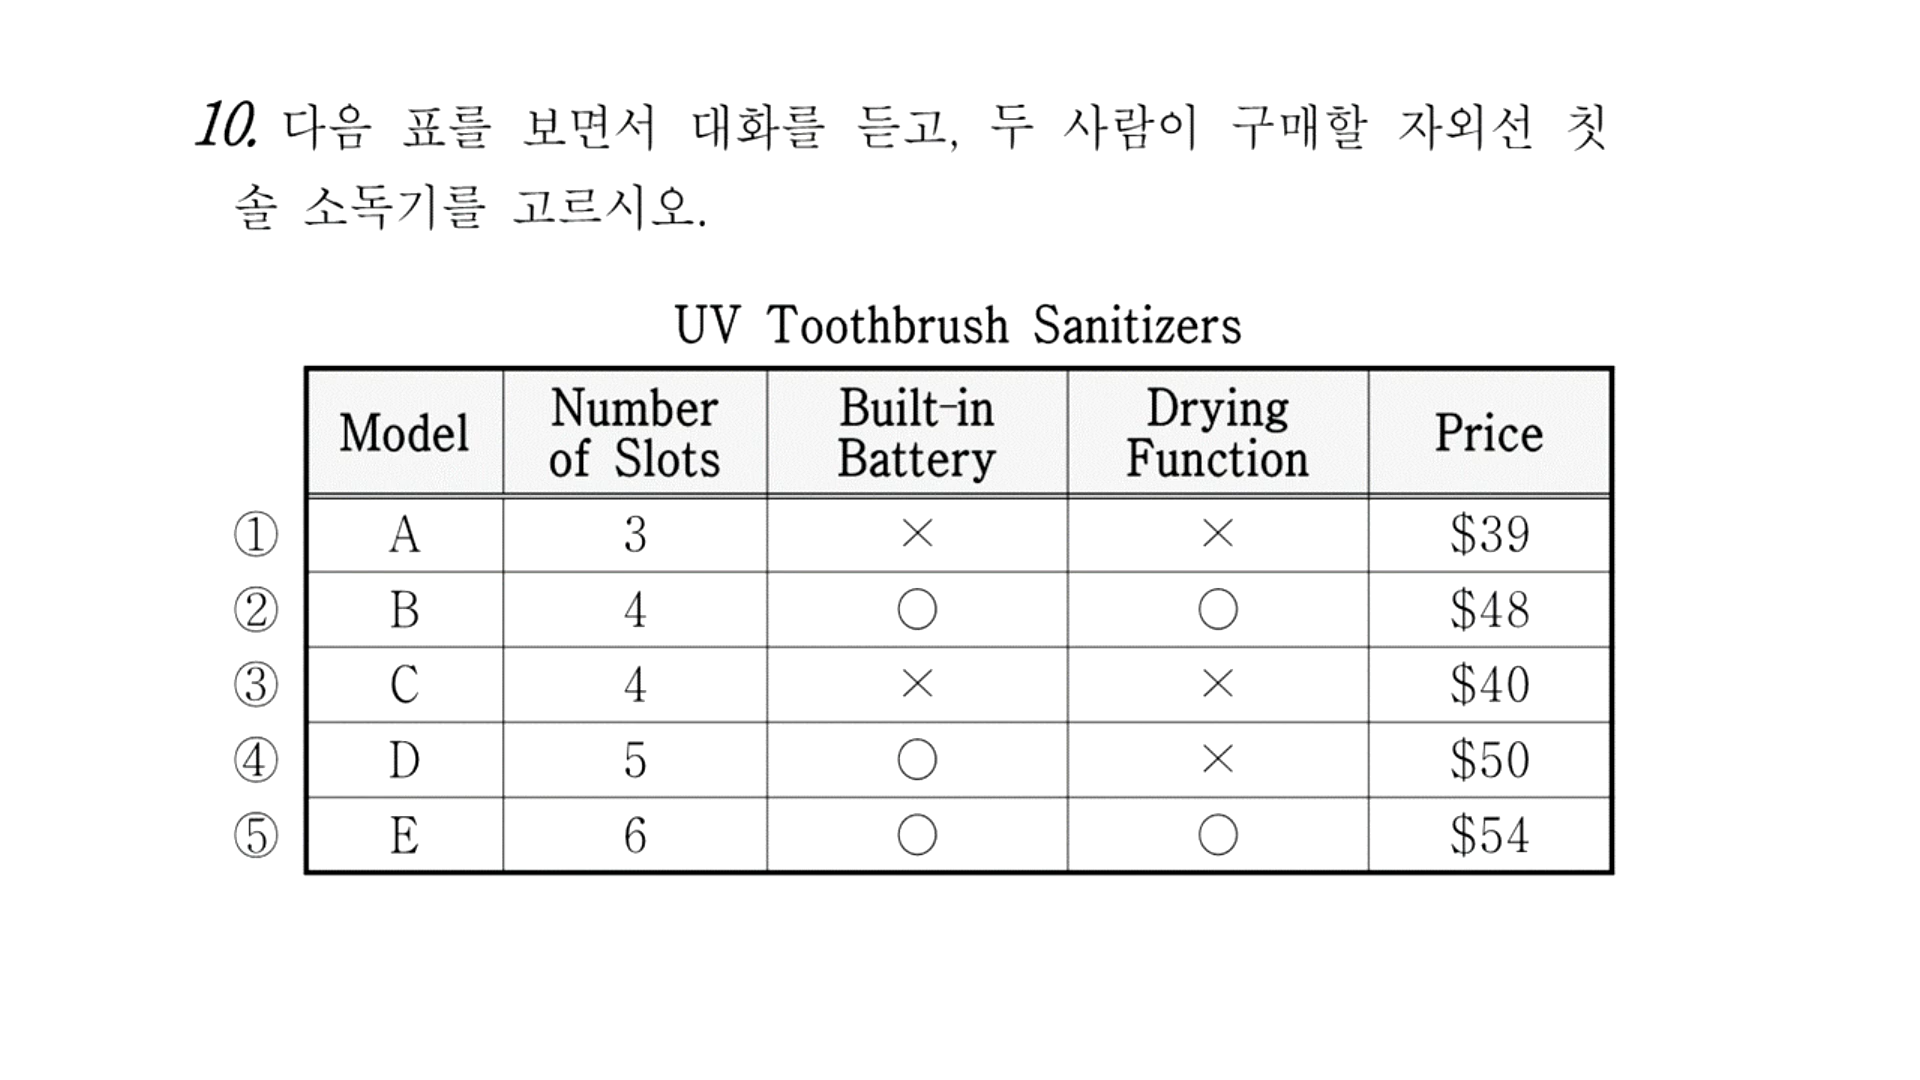 10. 다음 표를 보면서 대화를 듣고, 두 사람이 구매할 자외선 칫
솔 소독기를 고르시오.
UV Toothbrush Sanitizers
Model Number of Slots Built-in Battery Drying Function Price
① A 3 × × $39
② B 4 ○ ○ $48
③ C 4 × × $40
④ D 5 ○ × $50
⑤ E 6 ○ ○ $54